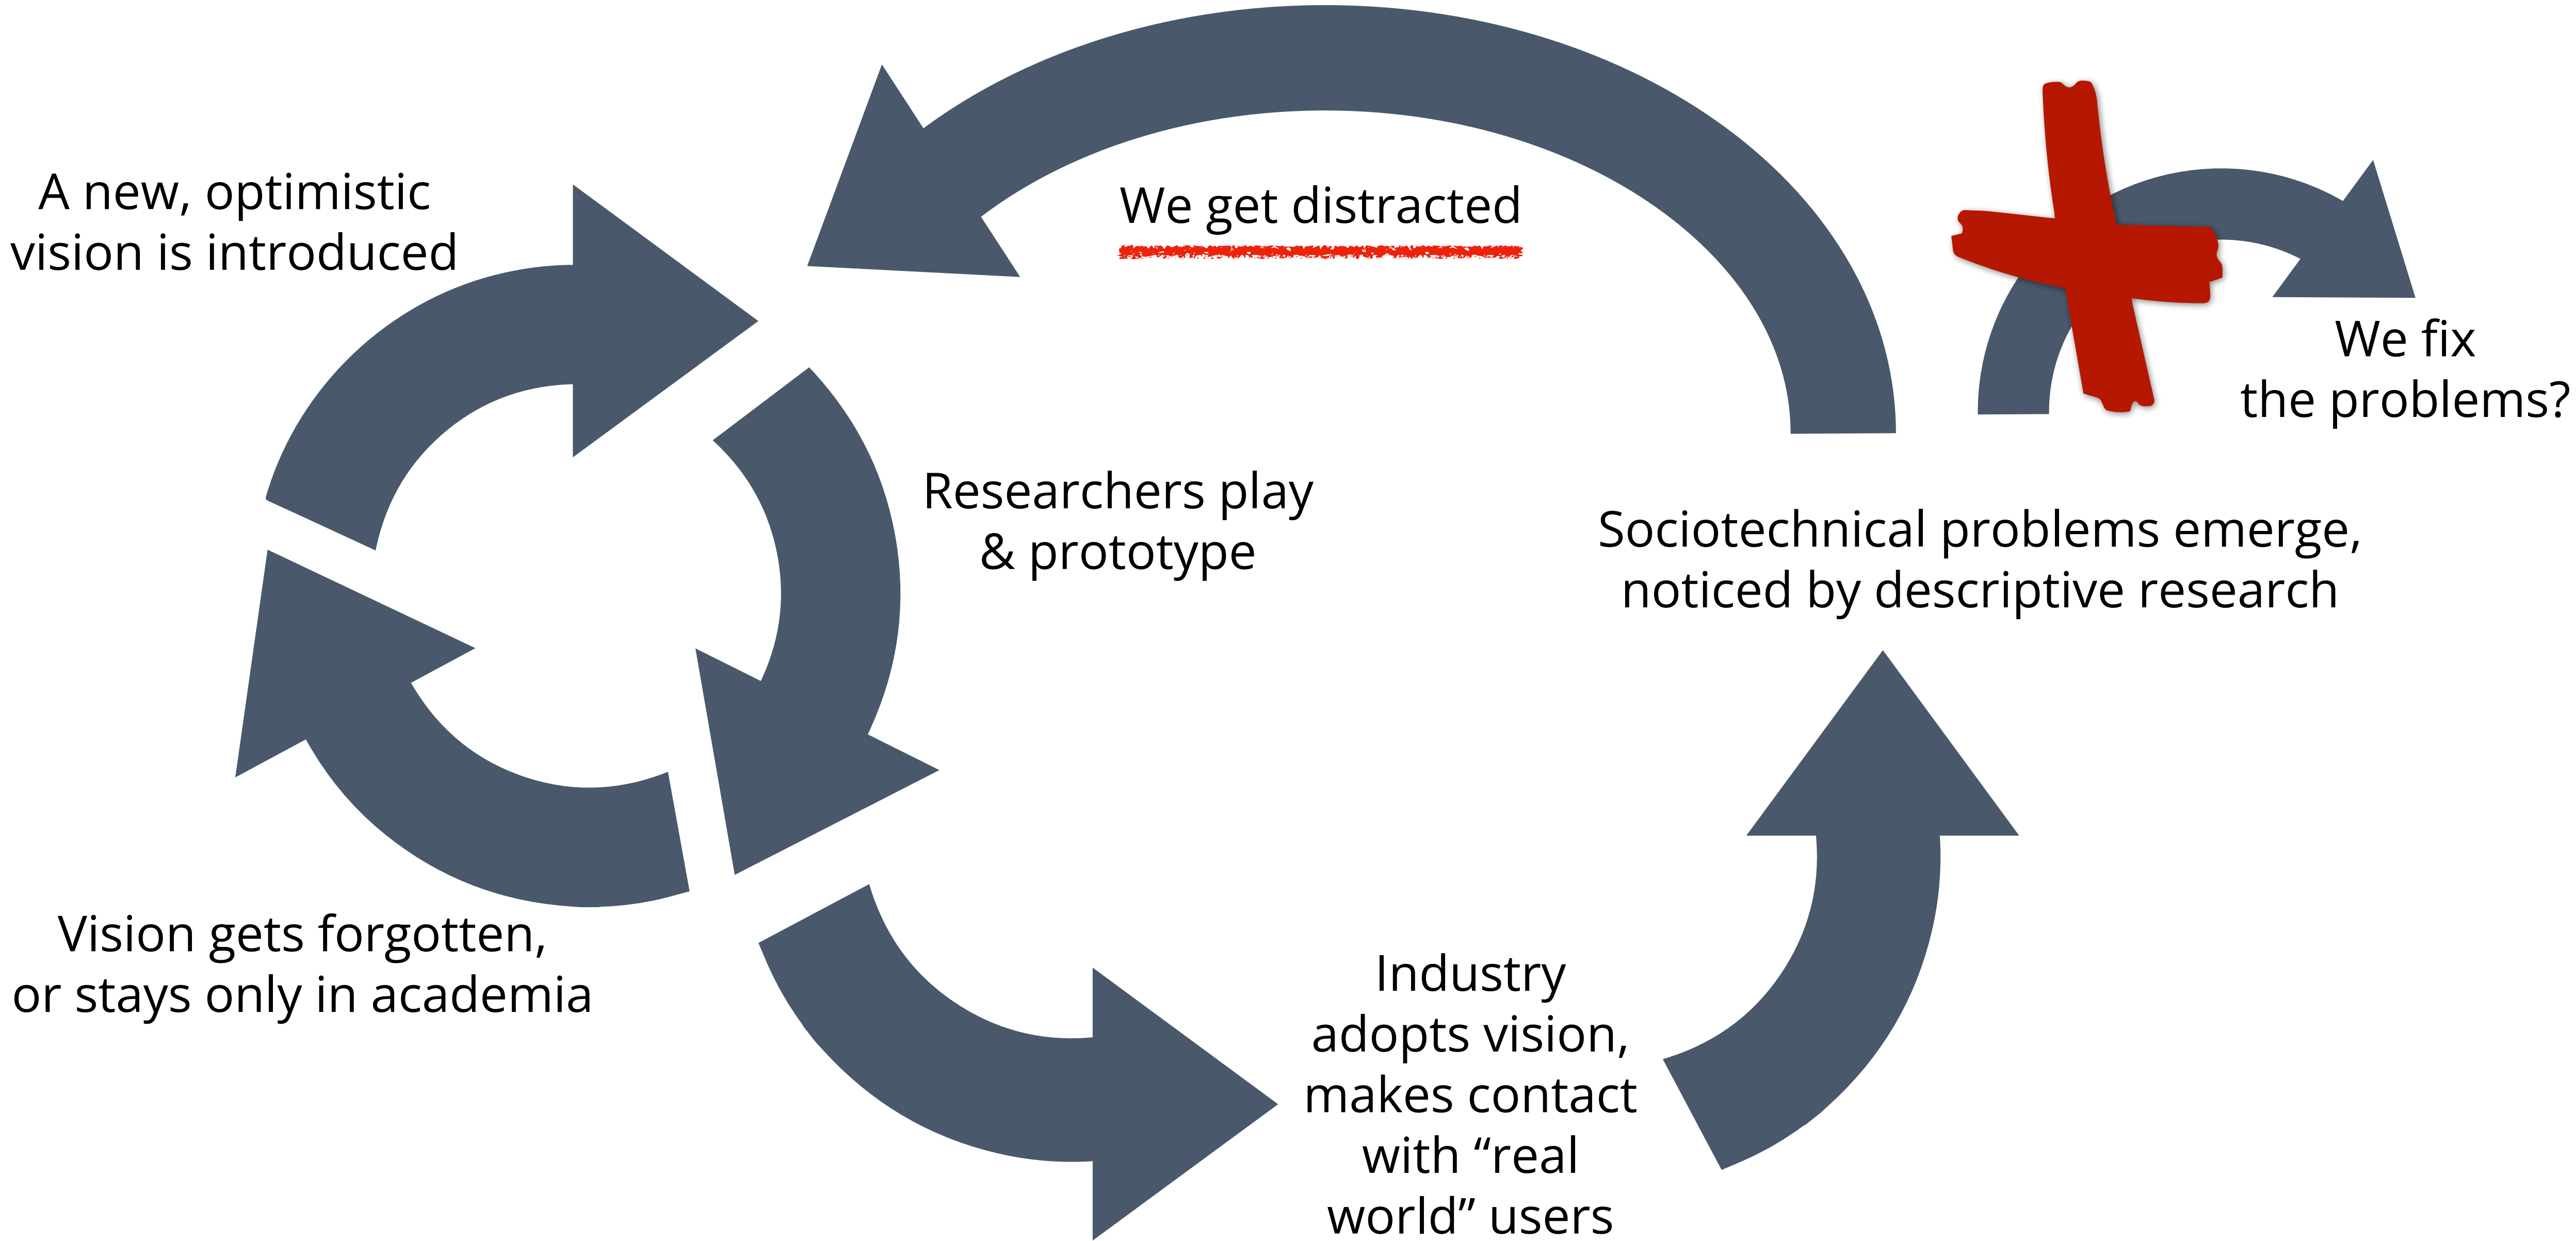 A new, optimistic
vision is introduced
We get distracted
We fix
the problems?
Researchers play
& prototype
Sociotechnical problems emerge,
noticed by descriptive research
Vision gets forgotten,
or stays only in academia
Industry
adopts vision,
makes contact
with “real
world” users